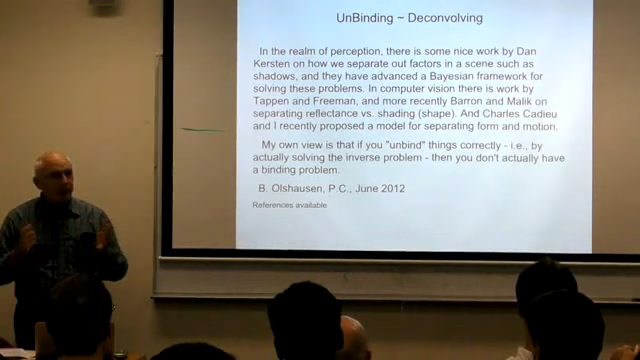 UnBinding ~ Deconvolving
In the realm of perception, there is some nice work by Dan
Kersten on how we separate out factors in a scene such as
shadows, and they have advanced a Bayesian framework for
solving these problems. In computer vision there is work by
Tappen and Freeman, and more recently Barron and Malik on
separating reflectance vs. shading (shape). And Charles Cadieu
and I recently proposed a model for separating form and motion.
My own view is that if you "unbind" things correctly - i.e., by
actually solving the inverse problem - then you don't actually have
a binding problem.
B. Olshausen, P.C., June 2012
References available